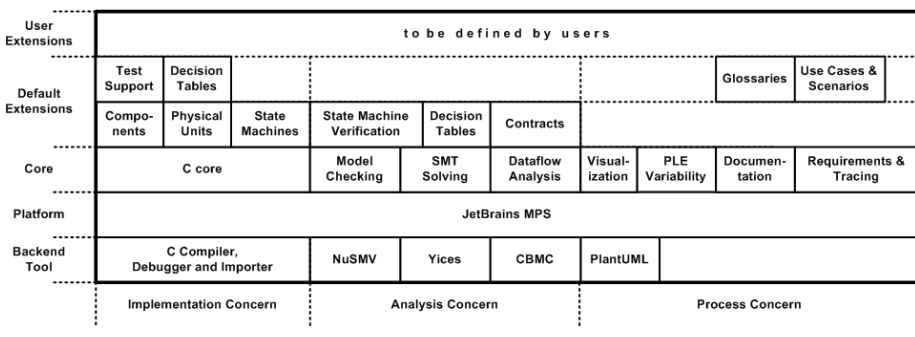 User
Extensions
to be defined by users
Default
Extensions
Test
Support
Decision
Tables
Glossaries
Use Cases &
Scenarios
Compo-
nents
Physical
Units
State
Machines
State Machine
Verification
Decision
Tables
Contracts
Core
C core
Model
Checking
SMT
Solving
Dataflow
Analysis
Visual-
ization
PLE
Variability
Documen-
tation
Requirements &
Tracing
Platform
JetBrains MPS
Backend
Tool
C Compiler,
Debugger and Importer
NuSMV
Yices
CBMC
PlantUML
Implementation Concern
Analysis Concern
Process Concern